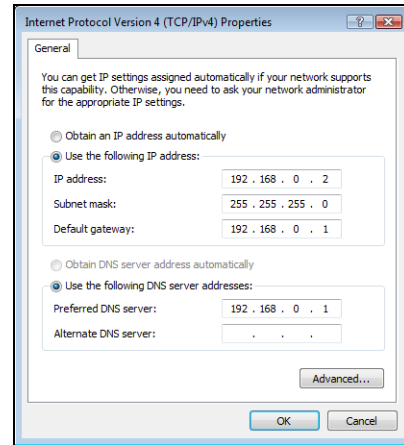 Internet Protocol Version 4 (TCP/IPv4) Properties
General
You can get IP settings assigned automatically if your network supports
this capability. Otherwise, you need to ask your network administrator
for the appropriate IP settings.
Obtain an IP address automatically
Use the following IP address:
IP address: 192 . 168 . 0 . 2
Subnet mask: 255 . 255 . 255 . 0
Default gateway: 192 . 168 . 0 . 1
Obtain DNS server address automatically
Use the following DNS server addresses:
Preferred DNS server: 192 . 168 . 0 . 1
Alternate DNS server: . . .
Advanced...
OK Cancel